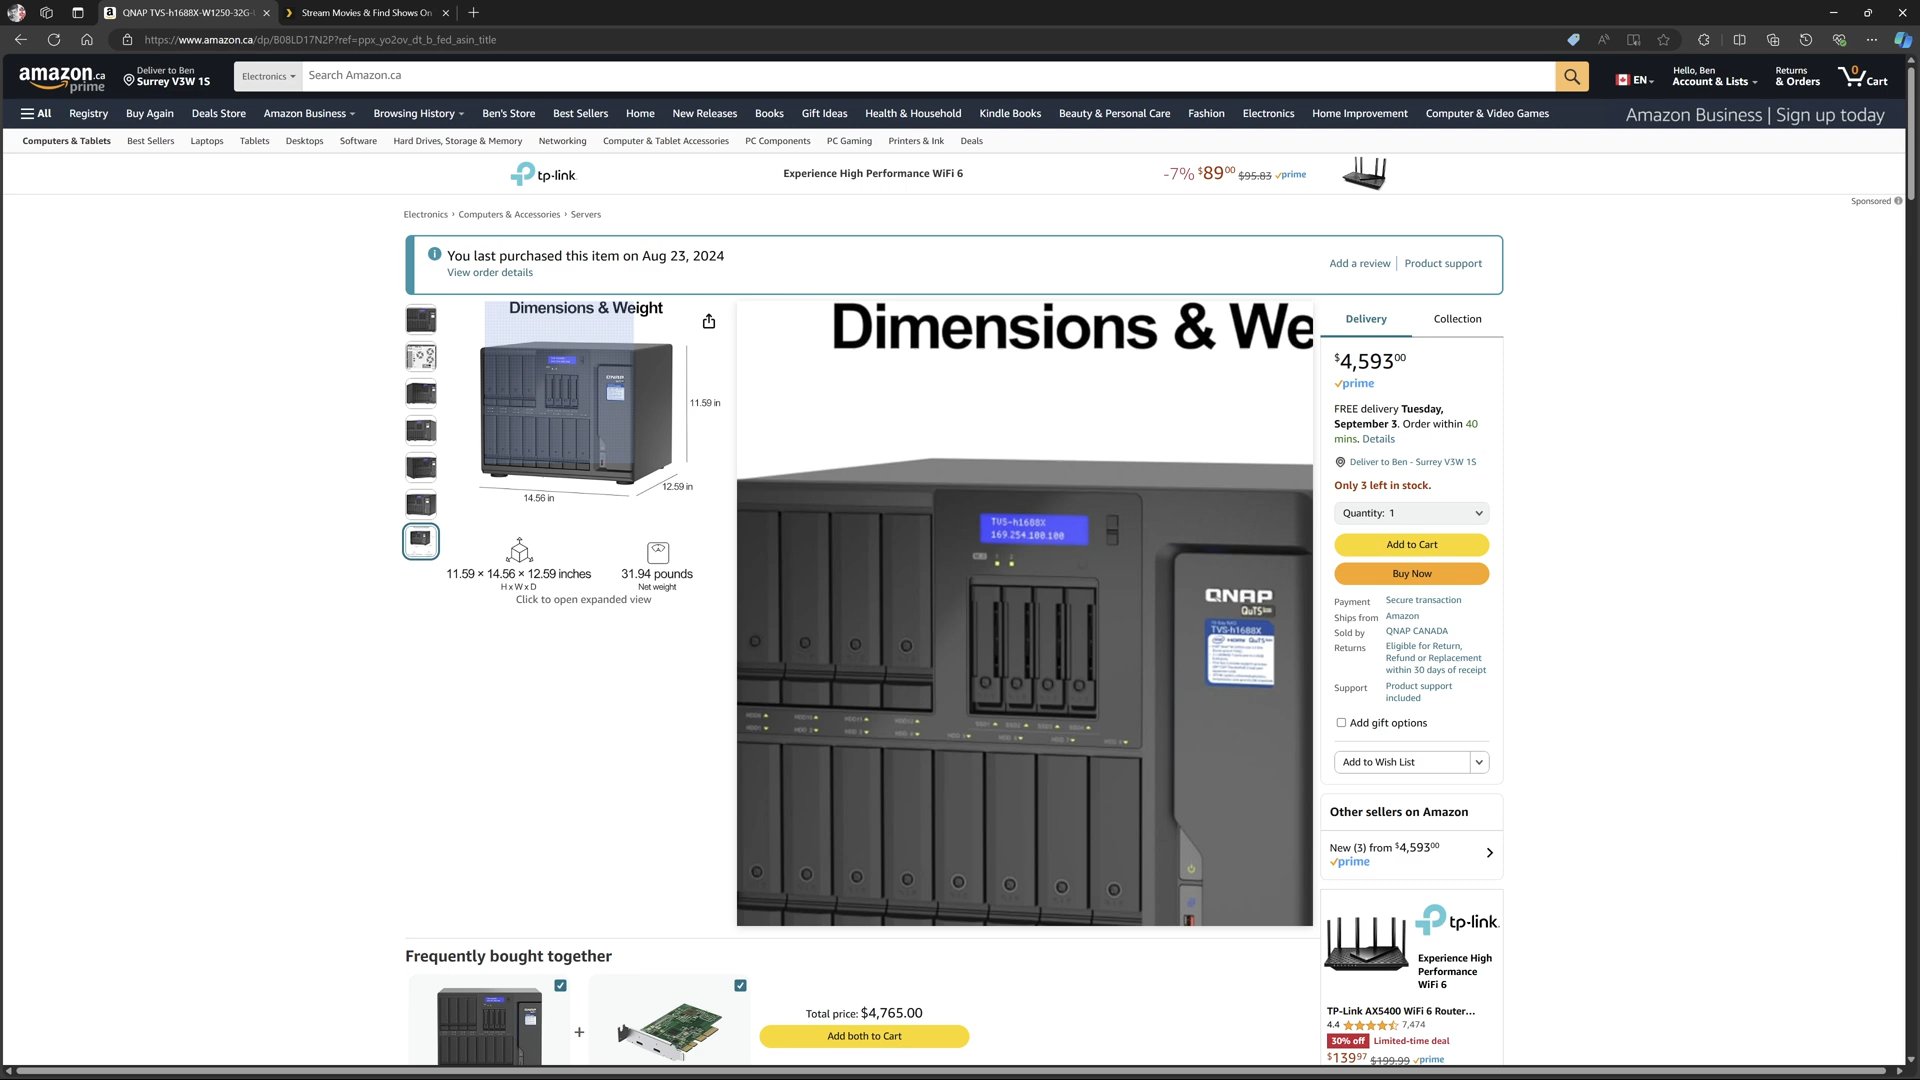 QNAP TVS-h1688X-W1250-32G-
Stream Movies & Find Shows On
https://www.amazon.ca/dp/B08LD17N2P?ref=ppx_yo2ov_dt_b_fed_asin_title
amazon.ca
prime
Deliver to Ben
Surrey V3W 1S
Electronics
Search Amazon.ca
EN
Hello, Ben
Account & Lists
Returns
& Orders
0
Cart
All
Registry
Buy Again
Deals Store
Amazon Business
Browsing History
Ben's Store
Best Sellers
Home
New Releases
Books
Gift Ideas
Health & Household
Kindle Books
Beauty & Personal Care
Fashion
Electronics
Home Improvement
Computer & Video Games
Amazon Business | Sign up today
Computers & Tablets
Best Sellers
Laptops
Tablets
Desktops
Software
Hard Drives, Storage & Memory
Networking
Computer & Tablet Accessories
PC Components
PC Gaming
Printers & Ink
Deals
tp-link
Experience High Performance WiFi 6
-7% $8900 $95.83 prime
Sponsored
Electronics › Computers & Accessories › Servers
You last purchased this item on Aug 23, 2024
View order details
Add a review
Product support
Dimensions & Weight
QNAP
11.59 in
12.59 in
14.56 in
11.59 × 14.56 × 12.59 inches
H x W x D
31.94 pounds
Net weight
Click to open expanded view
Dimensions & We
TVS-h1688X
169.254.100.100
QNAP
QuTS
TVS-h1688X
Delivery
Collection
$4,59300
prime
FREE delivery Tuesday,
September 3. Order within 40
mins. Details
Deliver to Ben - Surrey V3W 1S
Only 3 left in stock.
Quantity: 1
Add to Cart
Buy Now
Payment
Secure transaction
Ships from
Amazon
Sold by
QNAP CANADA
Returns
Eligible for Return,
Refund or Replacement
within 30 days of receipt
Support
Product support
included
Add gift options
Add to Wish List
Other sellers on Amazon
New (3) from $4,59300
prime
tp-link
Experience High
Performance
WiFi 6
TP-Link AX5400 WiFi 6 Router...
4.4
7,474
30% off
Limited-time deal
$13997 $199.99 prime
Frequently bought together
+
Total price: $4,765.00
Add both to Cart